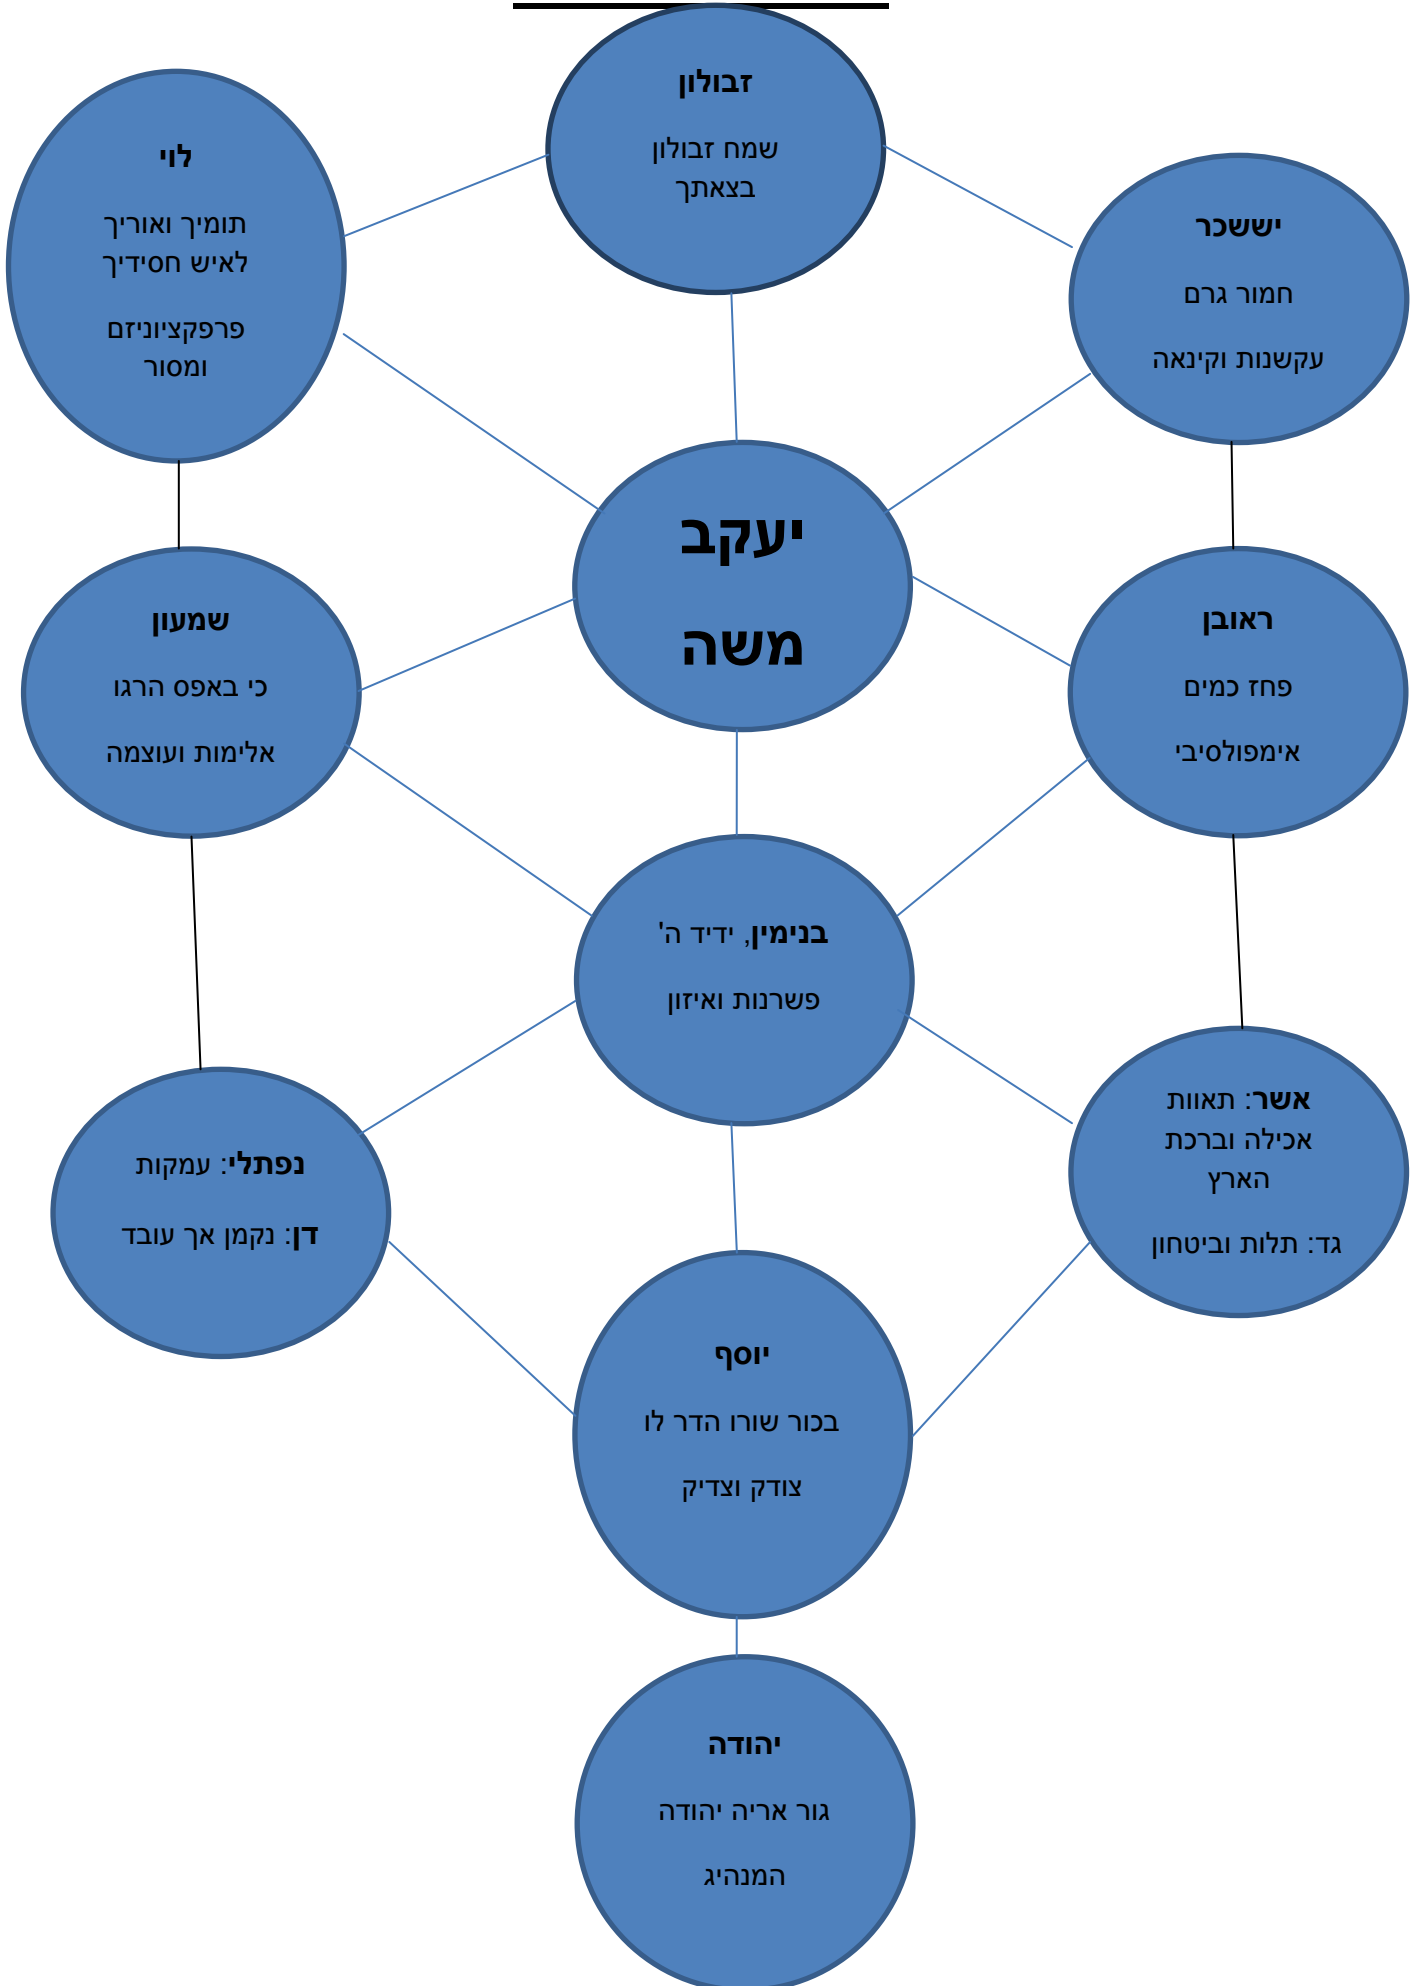 זבולון
שמח זבולון
בצאתך
יששכר
חמור גרם
עקשנות וקינאה
לוי
תומיך ואוריך
לאיש חסידיך
פרפקציוניזם
ומסור
יעקב
משה
ראובן
פחז כמים
אימפולסיבי
שמעון
כי באפס הרגו
אלימות ועוצמה
בנימין, ידיד ה'
פשרנות ואיזון
אשר: תאוות
אכילה וברכת
הארץ
גד: תלות וביטחון
נפתלי: עמקות
דן: נקמן אך עובד
יוסף
בכור שורו הדר לו
צודק וצדיק
יהודה
גור אריה יהודה
המנהיג